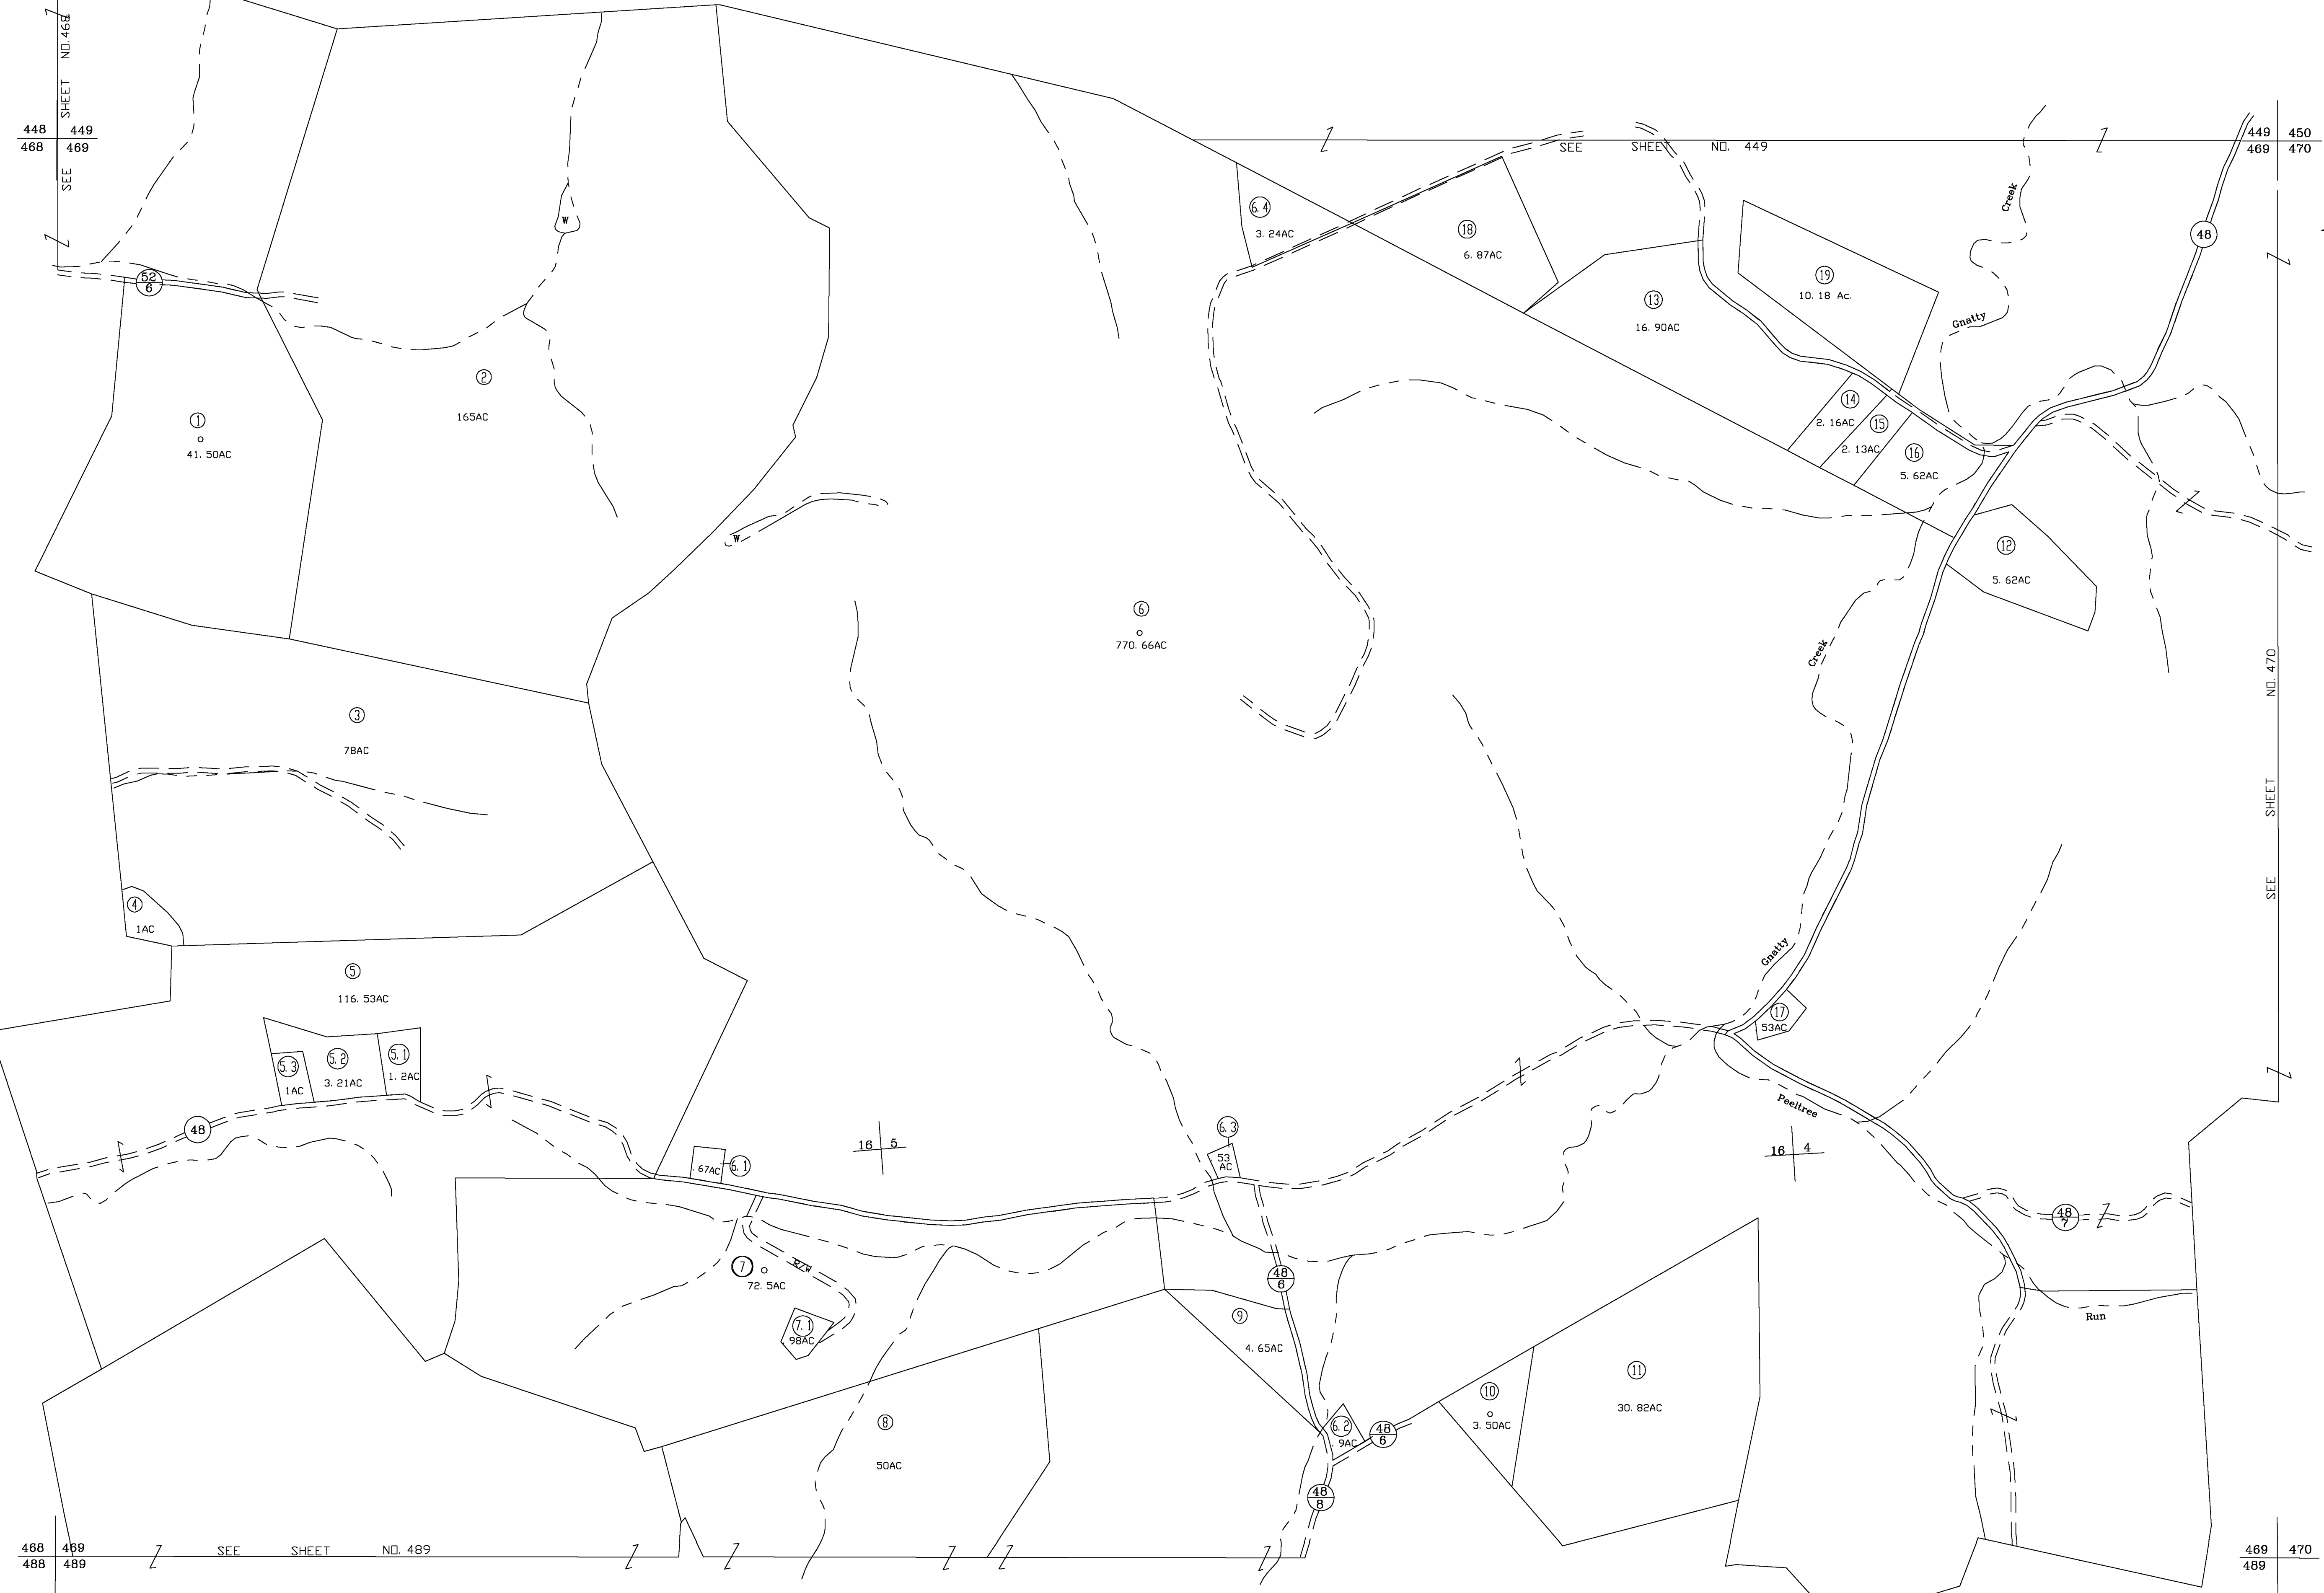 SEE SHEET NO. 468
448 449
468 469
449 450
469 470
SEE SHEET NO. 449
W
6.4
3.24AC
18
6.87AC
Creek
48
19
10.18 Ac.
52
6
13
16.90AC
Gnatty
2
165AC
1
41.50AC
14
2.16AC
15
2.13AC
16
5.62AC
W
12
5.62AC
6
770.66AC
Creek
SEE SHEET NO. 470
3
78AC
4
1AC
Gnatty
5
116.53AC
17
53AC
5.3
1AC
5.2
3.21AC
5.1
1.2AC
Peeltree
48
16 5
6.3
.53
AC
16 4
.67AC
6.1
48
7
7
72.5AC
R/W
48
6
7.1
98AC
9
4.65AC
Run
11
30.82AC
10
3.50AC
8
50AC
6.2
.9AC
48
6
48
8
468 469
488 489
SEE SHEET NO. 489
469 470
489